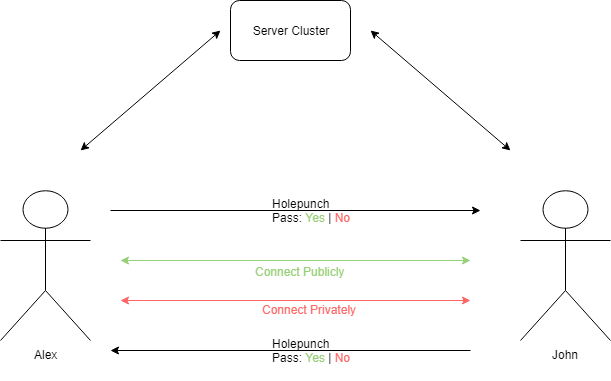 Server Cluster
Holepunch
Pass: Yes | No
Connect Publicly
Connect Privately
Holepunch
Pass: Yes | No
Alex
John